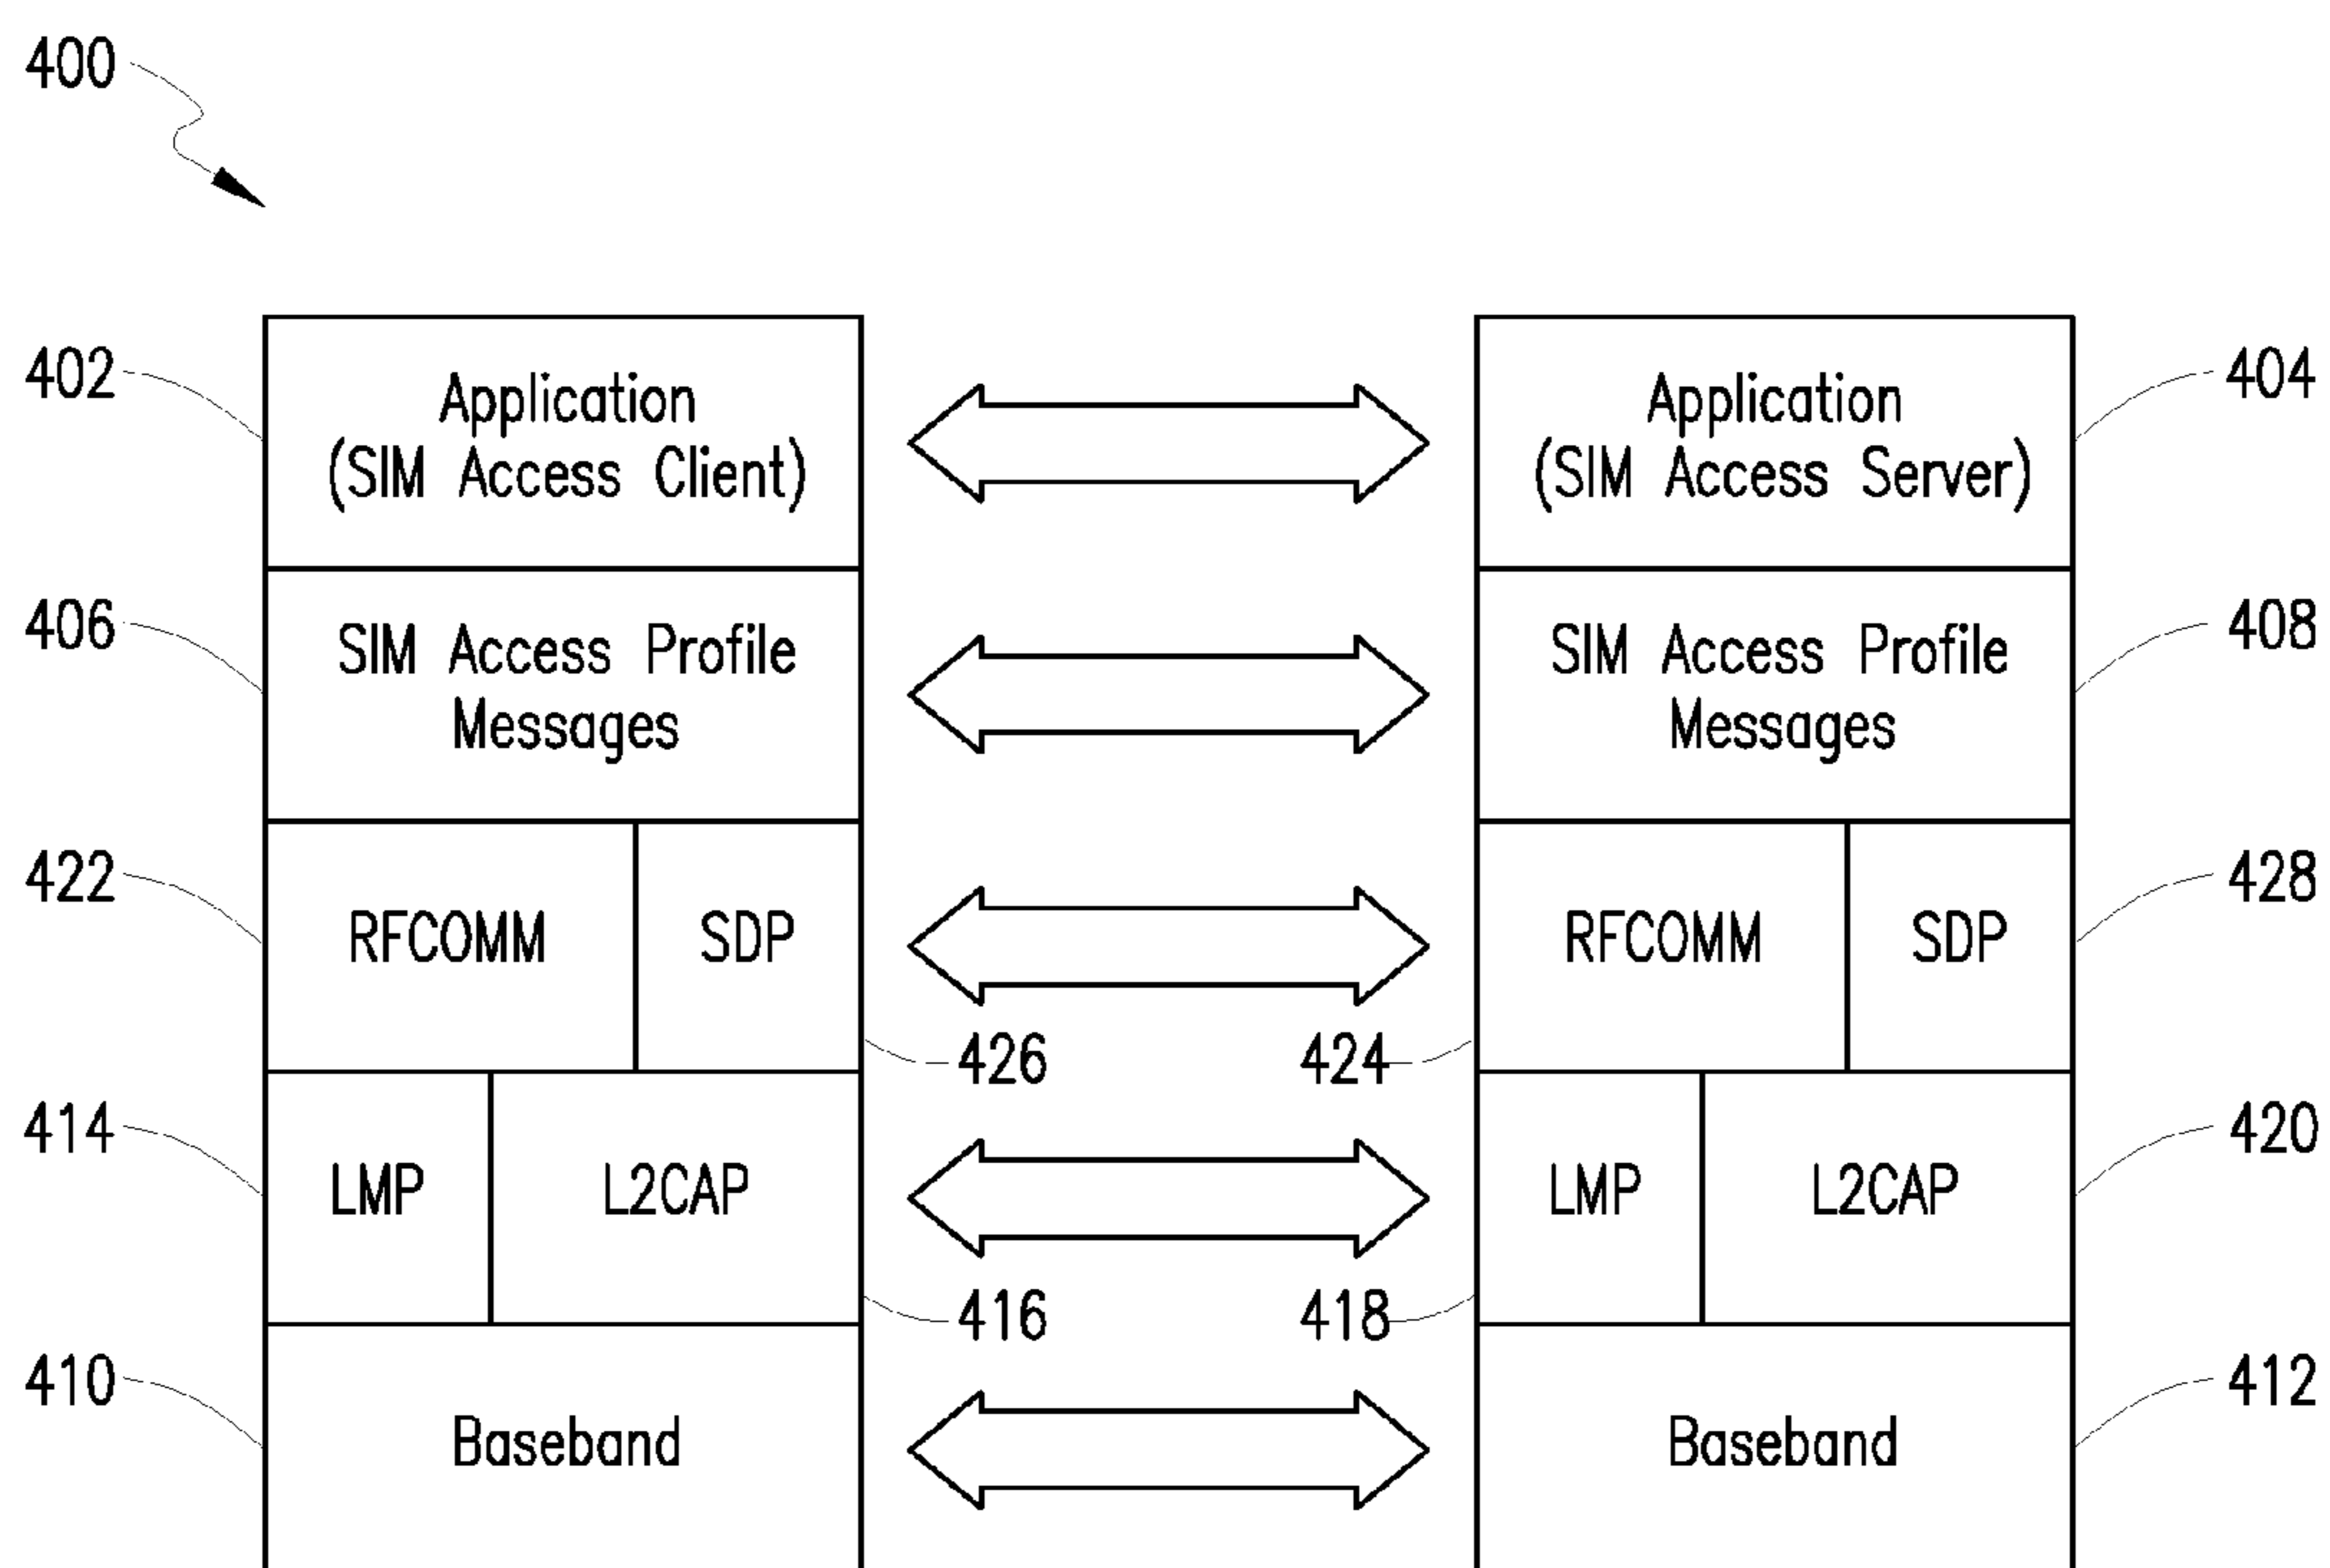 400
402
Application
(SIM Access Client)
Application
(SIM Access Server)
404
406
SIM Access Profile
Messages
SIM Access Profile
Messages
408
422
RFCOMM
SDP
RFCOMM
SDP
428
426
424
414
LMP
L2CAP
LMP
L2CAP
420
416
418
410
Baseband
Baseband
412